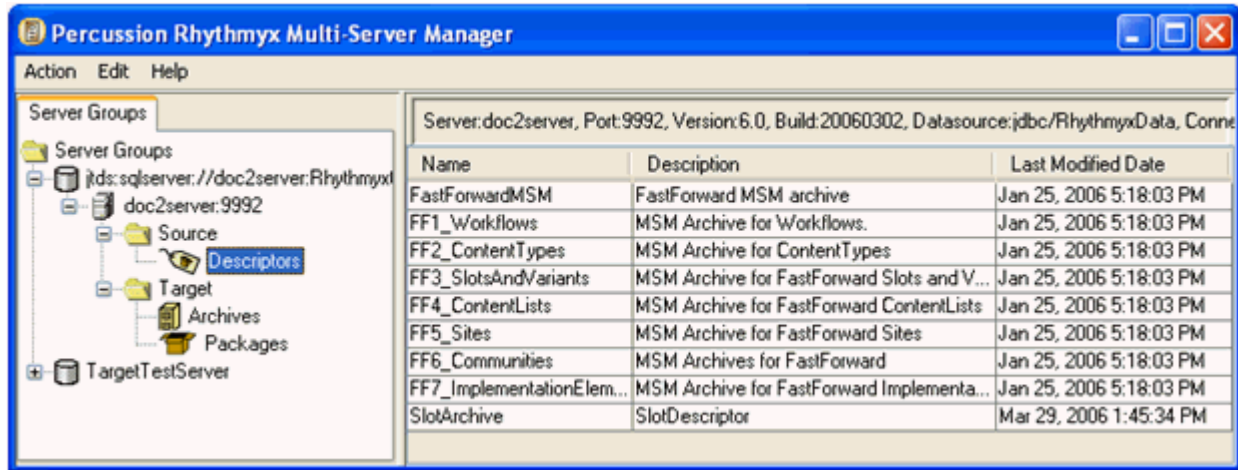 Percussion Rhythmyx Multi-Server Manager
Action Edit Help
Server Groups
Server Groups
jtds:sqlserver://doc2server:Rhythmyx
doc2server:9992
Source
Descriptors
Target
Archives
Packages
TargetTestServer
Server:doc2server, Port:9992, Version:6.0, Build:20060302, Datasource:jdbc/RhythmyxData, Conne
Name Description Last Modified Date
FastForwardMSM FastForward MSM archive Jan 25, 2006 5:18:03 PM
FF1_Workflows MSM Archive for Workflows. Jan 25, 2006 5:18:03 PM
FF2_ContentTypes MSM Archive for ContentTypes Jan 25, 2006 5:18:03 PM
FF3_SlotsAndVariants MSM Archive for FastForward Slots and V... Jan 25, 2006 5:18:03 PM
FF4_ContentLists MSM Archive for FastForward ContentLists Jan 25, 2006 5:18:03 PM
FF5_Sites MSM Archive for FastForward Sites Jan 25, 2006 5:18:03 PM
FF6_Communities MSM Archives for FastForward Jan 25, 2006 5:18:03 PM
FF7_ImplementationElem... MSM Archive for FastForward Implementa... Jan 25, 2006 5:18:03 PM
SlotArchive SlotDescriptor Mar 29, 2006 1:45:34 PM